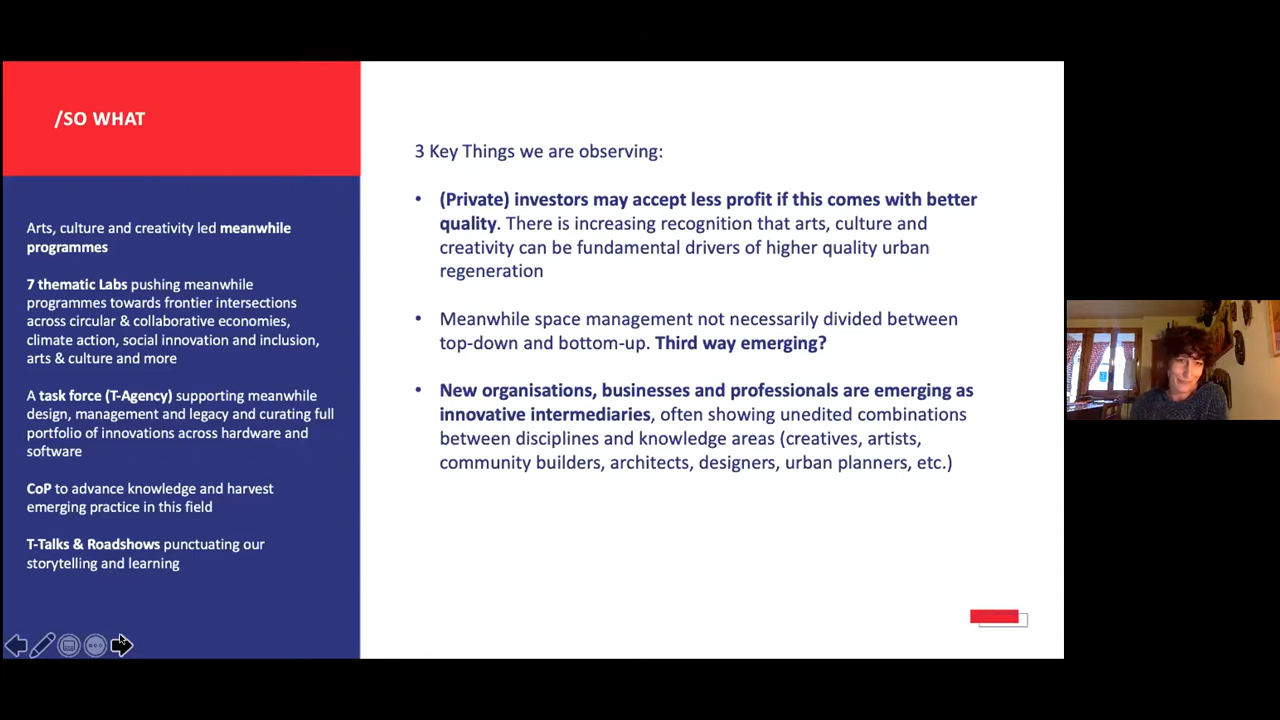 /SO WHAT
Arts, culture and creativity led meanwhile
programmes
7 thematic Labs pushing meanwhile
programmes towards frontier intersections
across circular & collaborative economies,
climate action, social innovation and inclusion,
arts & culture and more
A task force (T-Agency) supporting meanwhile
design, management and legacy and curating full
portfolio of innovations across hardware and
software
CoP to advance knowledge and harvest
emerging practice in this field
T-Talks & Roadshows punctuating our
storytelling and learning
3 Key Things we are observing:
• (Private) investors may accept less profit if this comes with better
quality. There is increasing recognition that arts, culture and
creativity can be fundamental drivers of higher quality urban
regeneration
• Meanwhile space management not necessarily divided between
top-down and bottom-up. Third way emerging?
• New organisations, businesses and professionals are emerging as
innovative intermediaries, often showing unedited combinations
between disciplines and knowledge areas (creatives, artists,
community builders, architects, designers, urban planners, etc.)